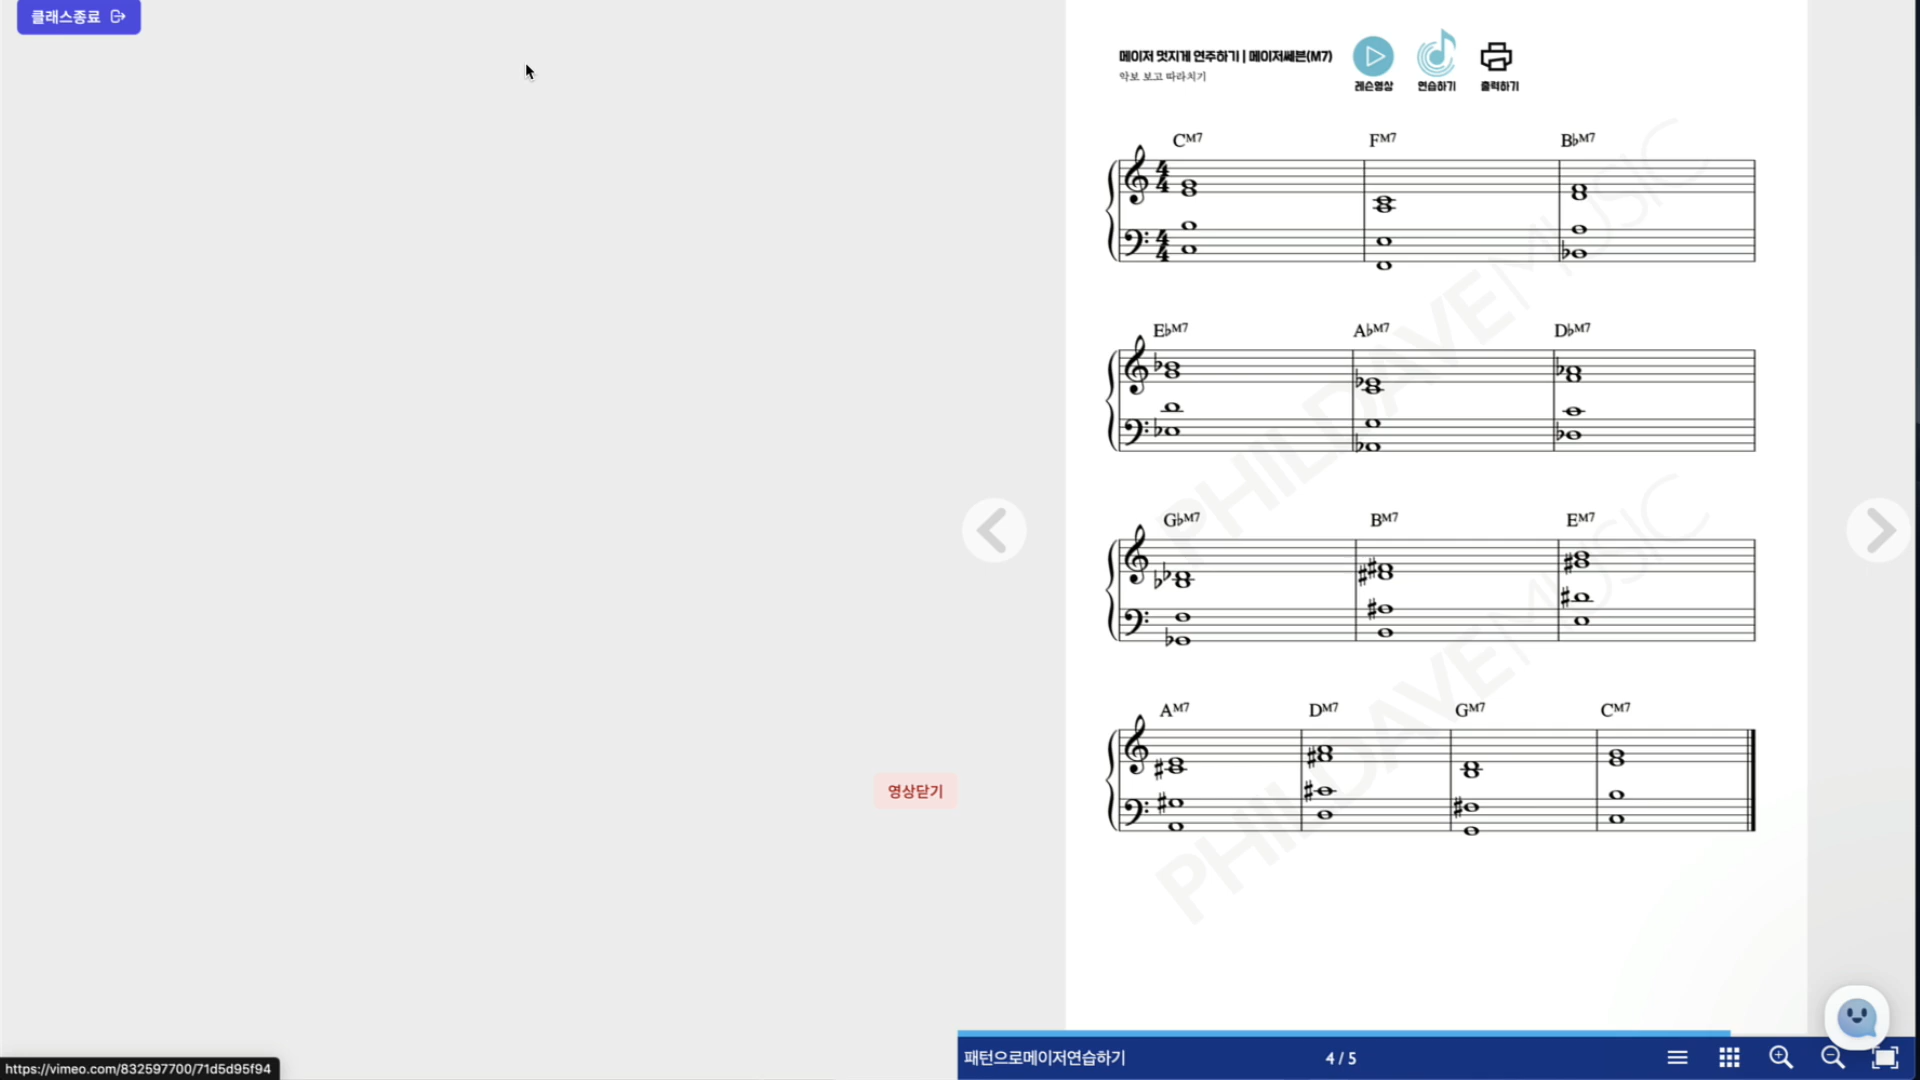 클래스종료
메이저 멋지게 연주하기 | 메이저쎄븐(M7)
악보 보고 따라치기
레슨영상 연습하기 출력하기
CM7 FM7 B♭M7
E♭M7 A♭M7 D♭M7
G♭M7 BM7 EM7
AM7 DM7 GM7 CM7
PHILDAVEMUSIC
PHILDAVEMUSIC
영상닫기
패턴으로메이저연습하기 4 / 5
https://vimeo.com/832597700/71d5d95f94